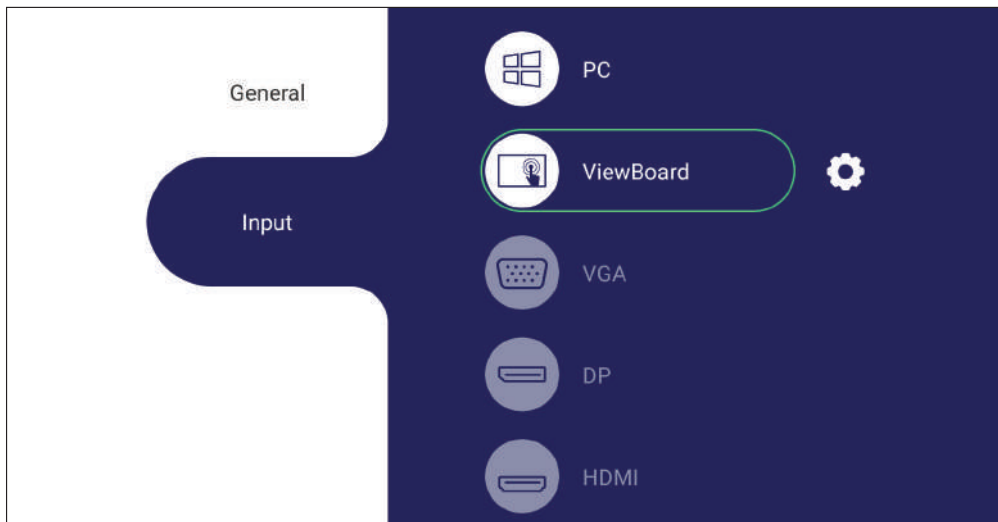 General
Input
PC
ViewBoard
VGA
DP
HDMI